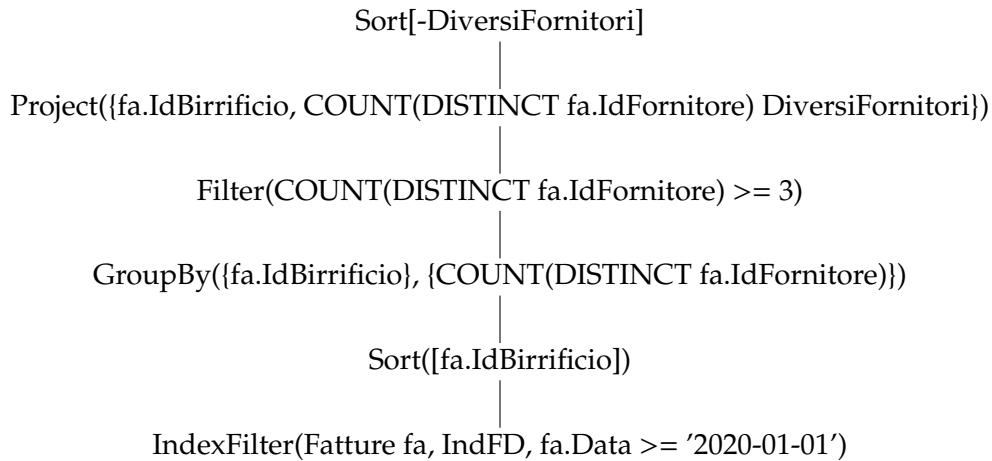 Sort[-DiversiFornitori]
Project({fa.IdBirrificio, COUNT(DISTINCT fa.IdFornitore) DiversiFornitori})
Filter(COUNT(DISTINCT fa.IdFornitore) >= 3)
GroupBy({fa.IdBirrificio}, {COUNT(DISTINCT fa.IdFornitore)})
Sort([fa.IdBirrificio])
IndexFilter(Fatture fa, IndFD, fa.Data >= ’2020-01-01’)